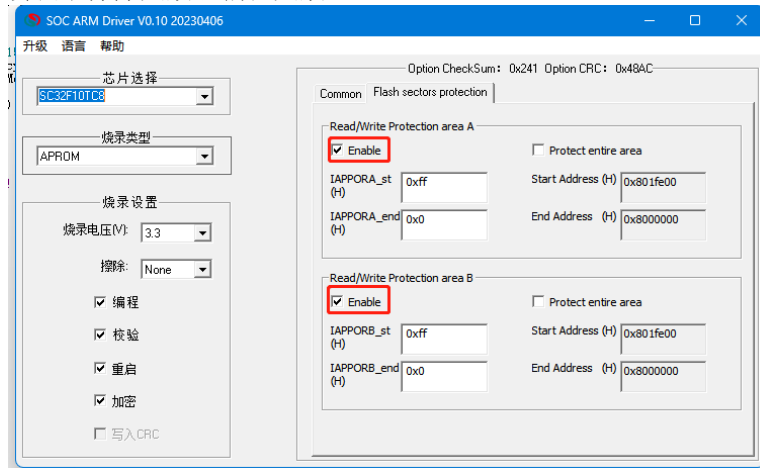 SOC ARM Driver V0.10 20230406
升级 语言 帮助
芯片选择
SC32F10TC8
烧录类型
APROM
烧录设置
烧录电压(V): 3.3
擦除: None
编程
校验
重启
加密
写入CRC
Option CheckSum: 0x241 Option CRC: 0x48AC
Common Flash sectors protection
Read/Write Protection area A
Enable Protect entire area
IAPPORA_st (H) 0xff Start Address (H) 0x801fe00
IAPPORA_end (H) 0x0 End Address (H) 0x8000000
Read/Write Protection area B
Enable Protect entire area
IAPPORB_st (H) 0xff Start Address (H) 0x801fe00
IAPPORB_end (H) 0x0 End Address (H) 0x8000000